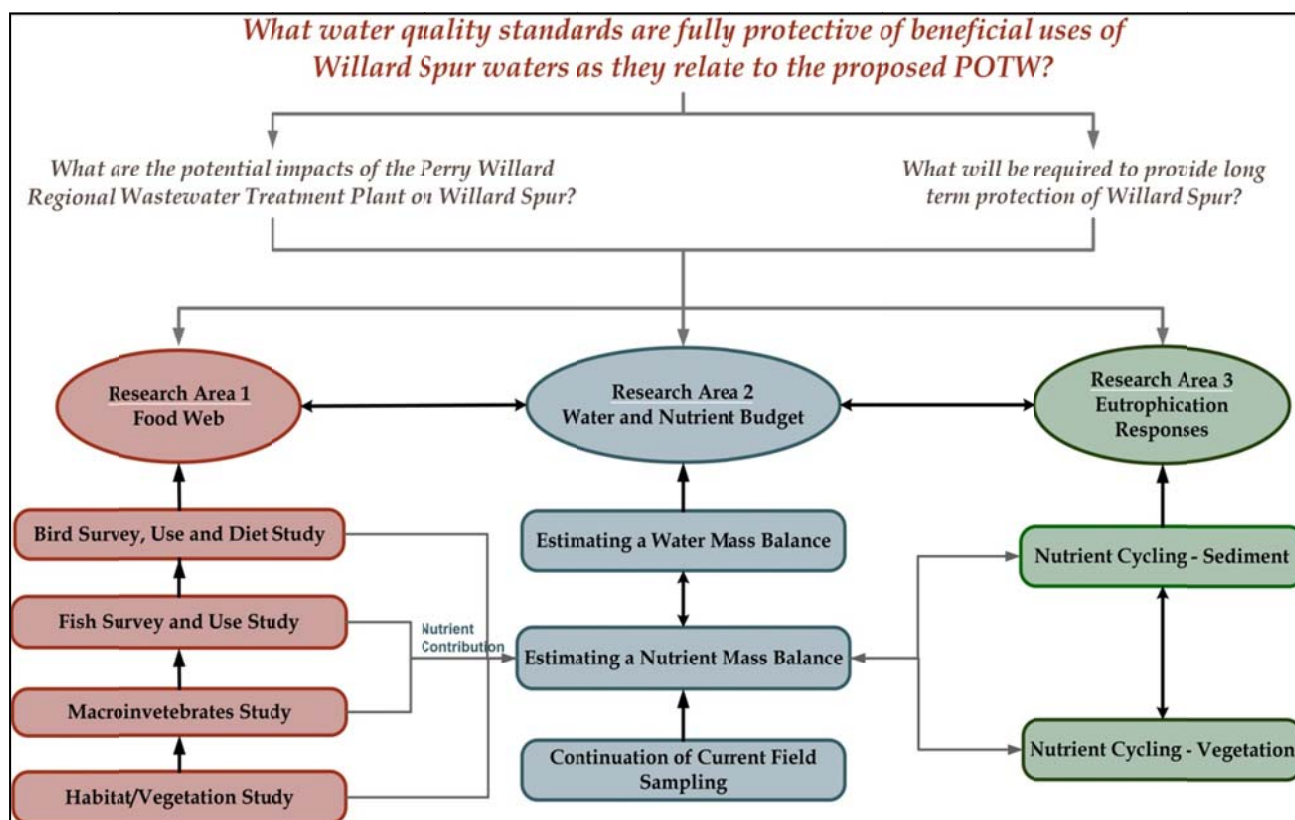 What water quality standards are fully protective of beneficial uses of
Willard Spur waters as they relate to the proposed POTW?
What are the potential impacts of the Perry Willard
Regional Wastewater Treatment Plant on Willard Spur?
What will be required to provide long
term protection of Willard Spur?
Research Area 1
Food Web
Research Area 2
Water and Nutrient Budget
Research Area 3
Eutrophication
Responses
Bird Survey, Use and Diet Study
Fish Survey and Use Study
Macroinvetebrates Study
Habitat/Vegetation Study
Nutrient
Contribution
Estimating a Water Mass Balance
Estimating a Nutrient Mass Balance
Continuation of Current Field
Sampling
Nutrient Cycling - Sediment
Nutrient Cycling - Vegetation